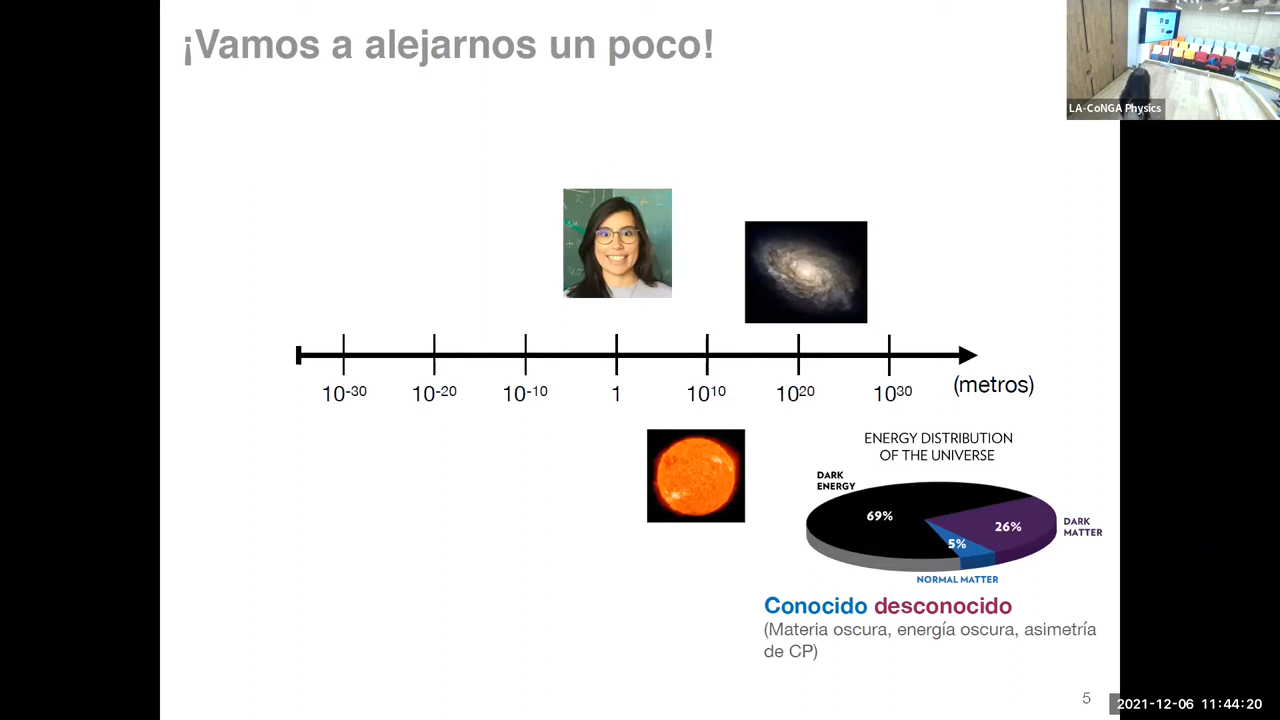 ¡Vamos a alejarnos un poco!
LA-CoNGA Physics
10-30 10-20 10-10 1 1010 1020 1030 (metros)
ENERGY DISTRIBUTION
OF THE UNIVERSE
DARK
ENERGY
69%
26%
5%
DARK
MATTER
NORMAL MATTER
Conocido desconocido
(Materia oscura, energía oscura, asimetría
de CP)
5
2021-12-06 11:44:20